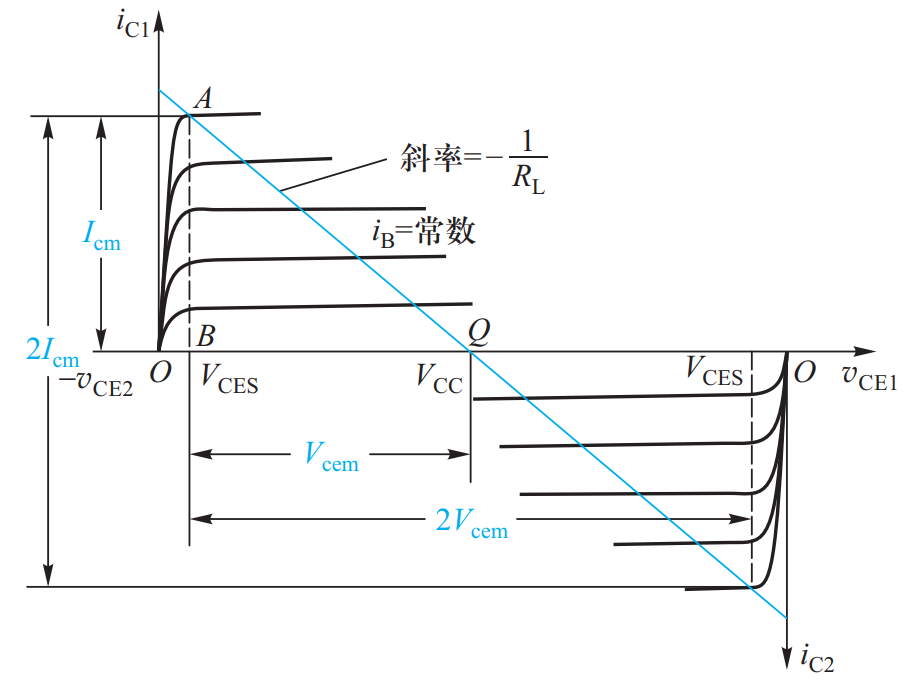 iC1
A
斜率=−1/RL
Icm
iB=常数
B
Q
2Icm
−vCE2
O
VCES
VCC
VCES
O
vCE1
Vcem
2Vcem
iC2